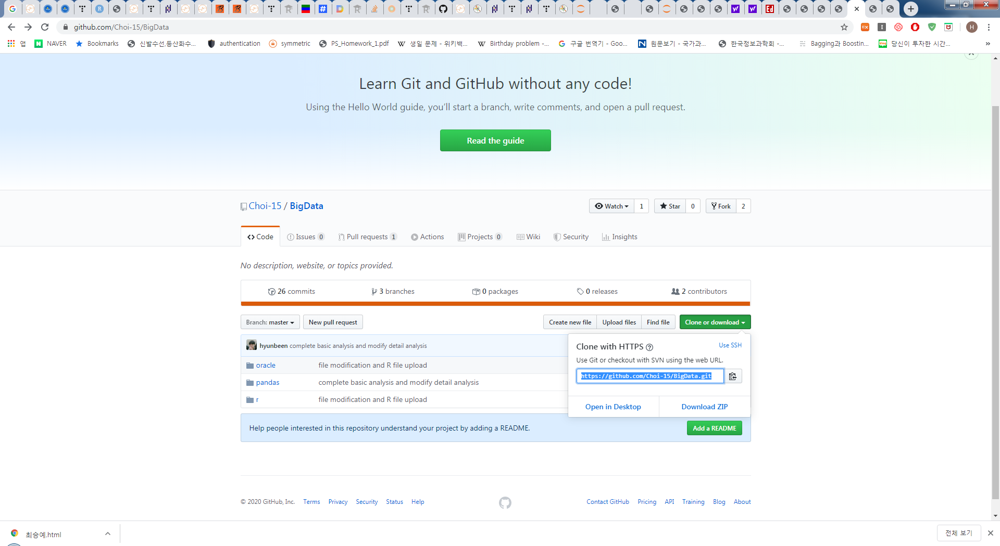 github.com/Choi-15/BigData
앱 NAVER Bookmarks 신발수선,등산화수... authentication symmetric PS_Homework_1.pdf 생일 문제 - 위키백... Birthday problem -... 구글 번역기 - Goo... 원문보기 - 국가과... 한국정보과학회 -... Bagging과 Boostin... 당신이 투자한 시간... »
Learn Git and GitHub without any code!
Using the Hello World guide, you’ll start a branch, write comments, and open a pull request.
Read the guide
Choi-15 / BigData Watch 1 Star 0 Fork 2
Code Issues 0 Pull requests 1 Actions Projects 0 Wiki Security Insights
No description, website, or topics provided.
26 commits 3 branches 0 packages 0 releases 2 contributors
Branch: master New pull request Create new file Upload files Find file Clone or download
hyunbeen complete basic analysis and modify detail analysis
oracle file modification and R file upload
pandas complete basic analysis and modify detail analysis
r file modification and R file upload
Clone with HTTPS Use SSH
Use Git or checkout with SVN using the web URL.
https://github.com/Choi-15/BigData.git
Open in Desktop Download ZIP
Help people interested in this repository understand your project by adding a README. Add a README
© 2020 GitHub, Inc. Terms Privacy Security Status Help Contact GitHub Pricing API Training Blog About
최승예.html 전체 보기